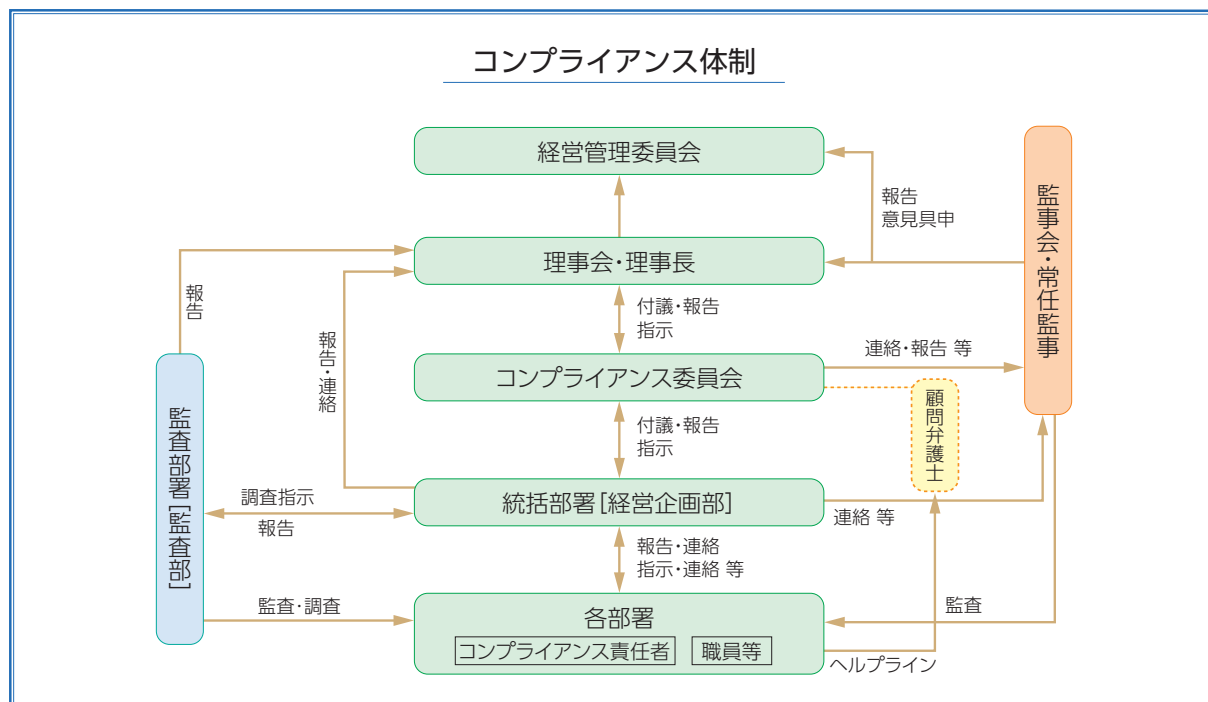 コンプライアンス体制
経営管理委員会
報告
意見具申
監事会・常任監事
理事会・理事長
報告
報告・連絡
付議・報告
指示
連絡・報告 等
コンプライアンス委員会
顧問弁護士
監査部署[監査部]
付議・報告
指示
調査指示
報告
統括部署[経営企画部]
連絡 等
報告・連絡
指示・連絡 等
監査・調査
各部署
監査
コンプライアンス責任者
職員等
ヘルプライン